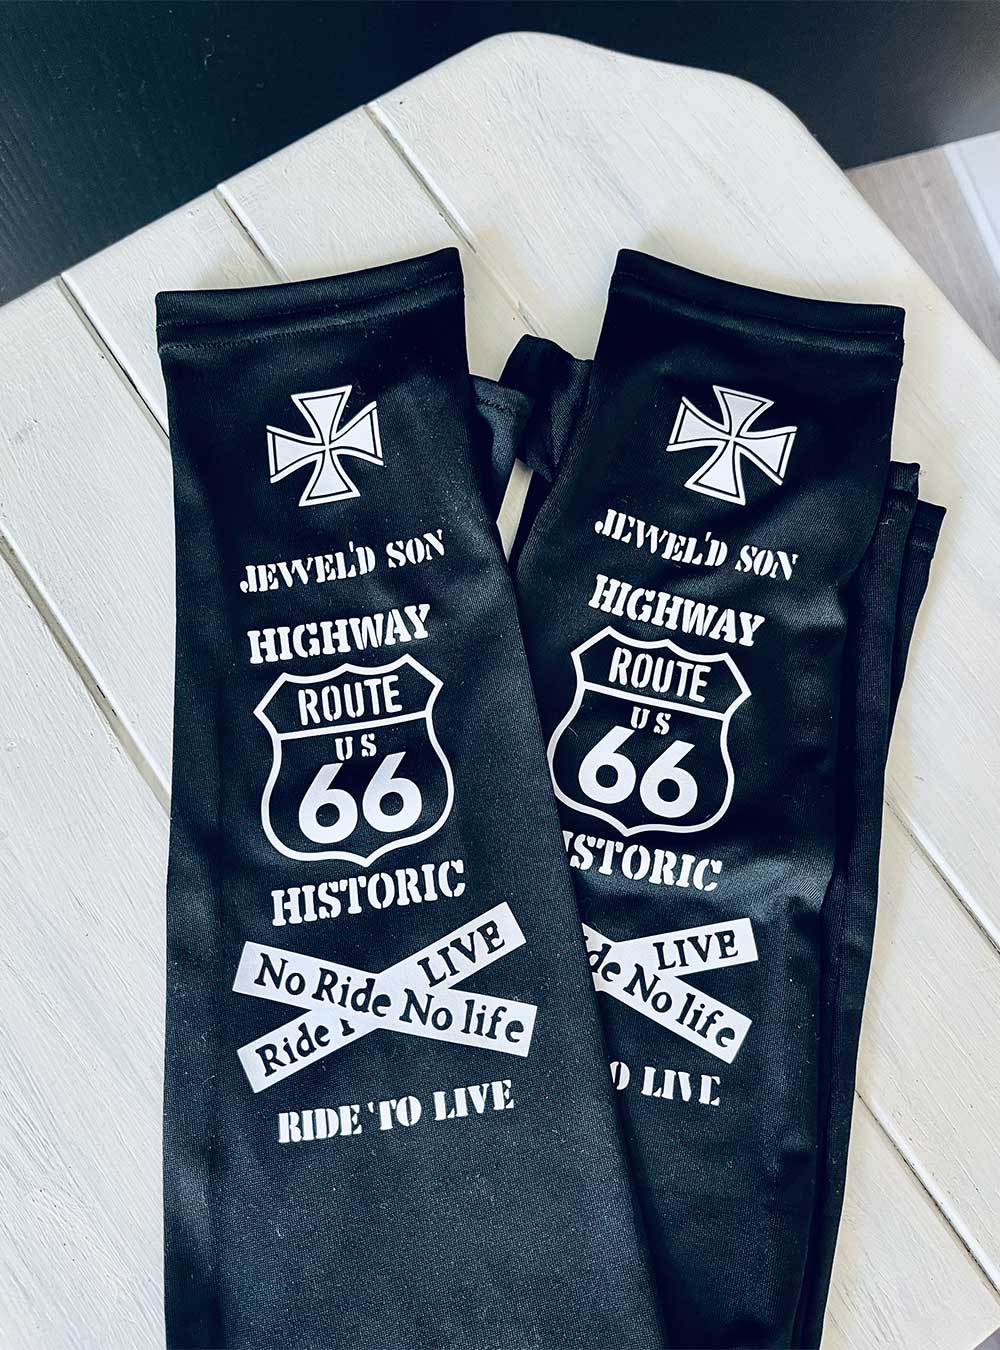 JEWEL'D SON
HIGHWAY
ROUTE
US
66
HISTORIC
LIVE
No Ride No life
Ride
RIDE TO LIVE
JEWEL'D SON
HIGHWAY
ROUTE
US
66
ISTORIC
LIVE
de No life
O LIVE